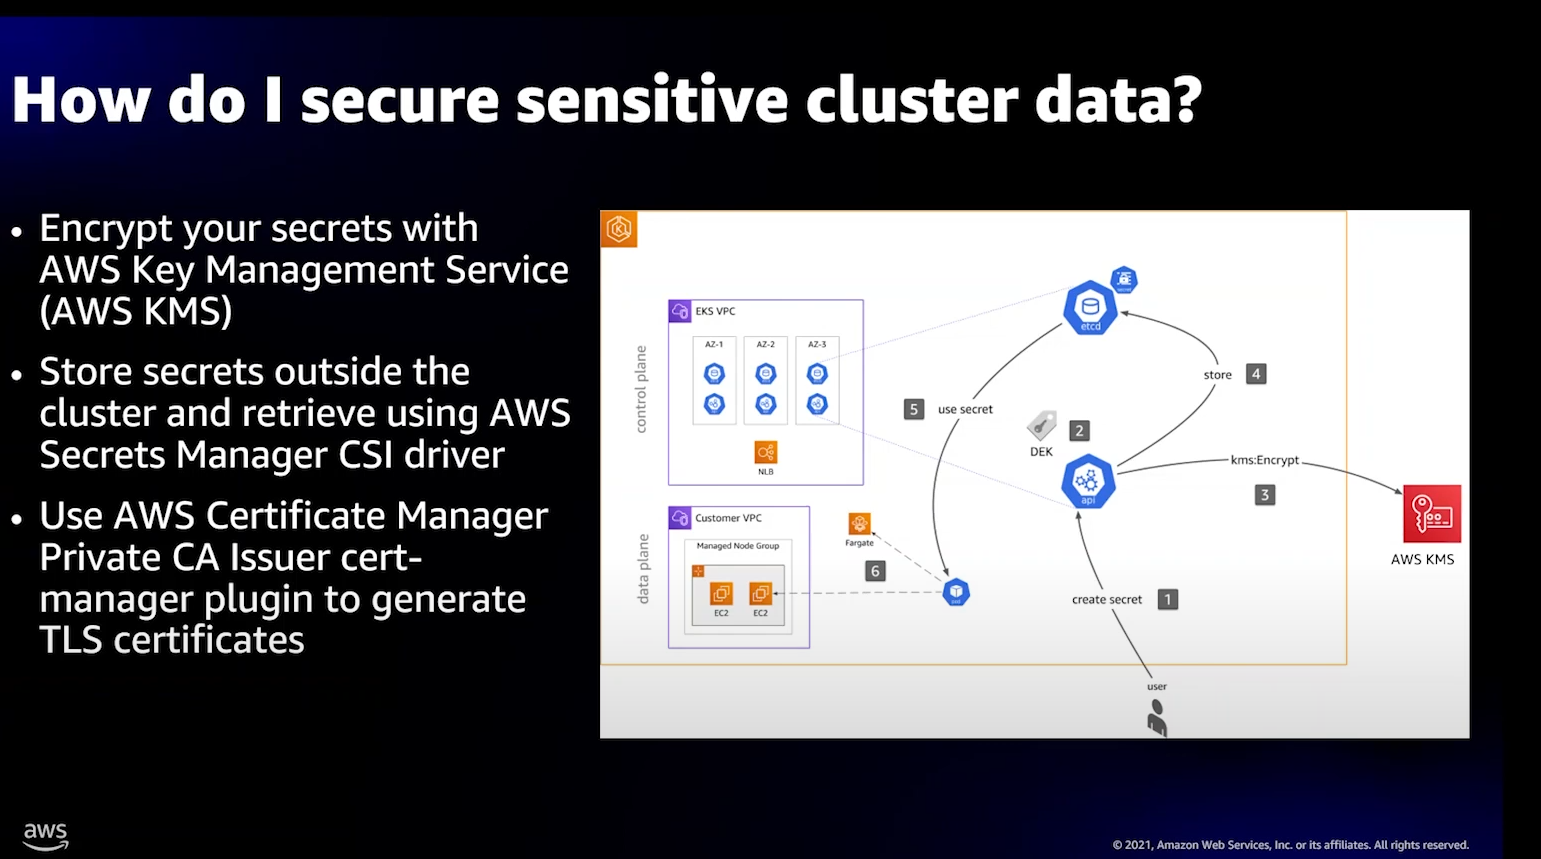 How do I secure sensitive cluster data?
• Encrypt your secrets with
AWS Key Management Service
(AWS KMS)
• Store secrets outside the
cluster and retrieve using AWS
Secrets Manager CSI driver
• Use AWS Certificate Manager
Private CA Issuer cert-
manager plugin to generate
TLS certificates
control plane
EKS VPC
AZ-1
AZ-2
AZ-3
NLB
data plane
Customer VPC
Managed Node Group
EC2
EC2
Fargate
6
etcd
store
4
5
use secret
2
DEK
api
kms:Encrypt
3
AWS KMS
create secret
1
user
aws
© 2021, Amazon Web Services, Inc. or its affiliates. All rights reserved.